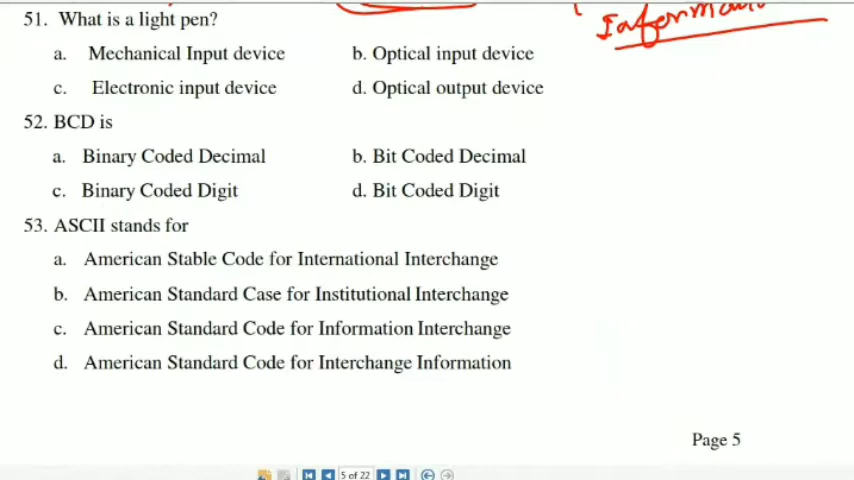 51. What is a light pen?
Information
a. Mechanical Input device b. Optical input device
c. Electronic input device d. Optical output device
52. BCD is
a. Binary Coded Decimal b. Bit Coded Decimal
c. Binary Coded Digit d. Bit Coded Digit
53. ASCII stands for
a. American Stable Code for International Interchange
b. American Standard Case for Institutional Interchange
c. American Standard Code for Information Interchange
d. American Standard Code for Interchange Information
Page 5
5 of 22